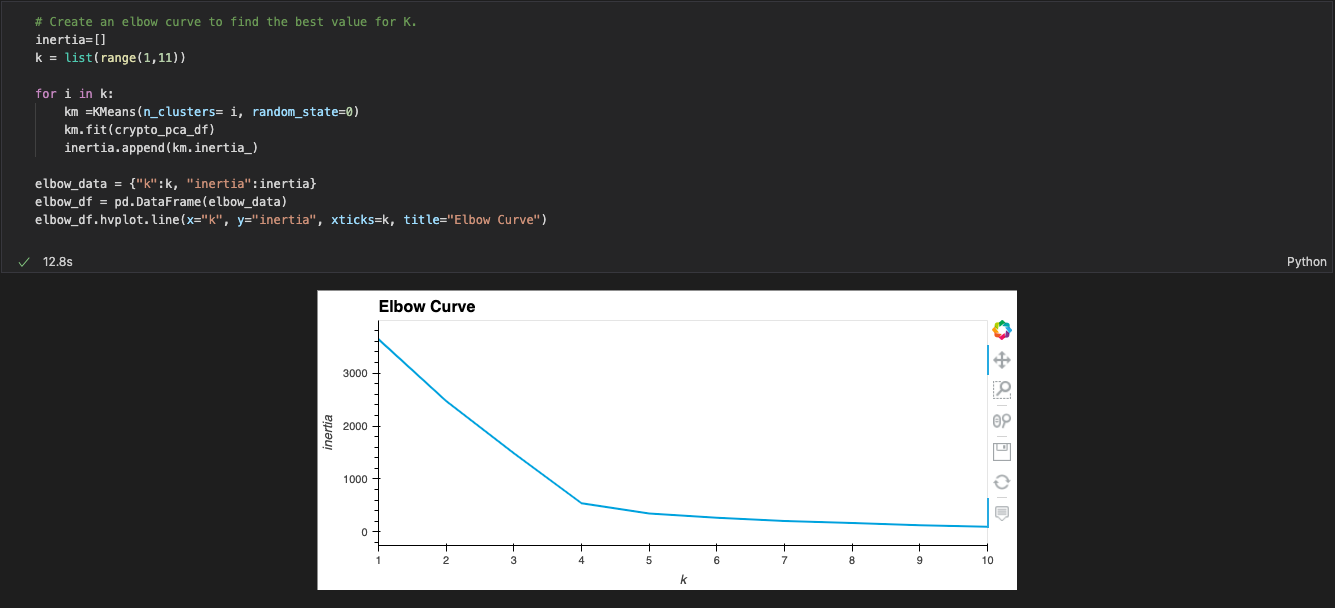 # Create an elbow curve to find the best value for K.
inertia=[]
k = list(range(1,11))
for i in k:
    km =KMeans(n_clusters= i, random_state=0)
    km.fit(crypto_pca_df)
    inertia.append(km.inertia_)
elbow_data = {"k":k, "inertia":inertia}
elbow_df = pd.DataFrame(elbow_data)
elbow_df.hvplot.line(x="k", y="inertia", xticks=k, title="Elbow Curve")
12.8s
Python
Elbow Curve
3000
2000
1000
0
inertia
1 2 3 4 5 6 7 8 9 10
k